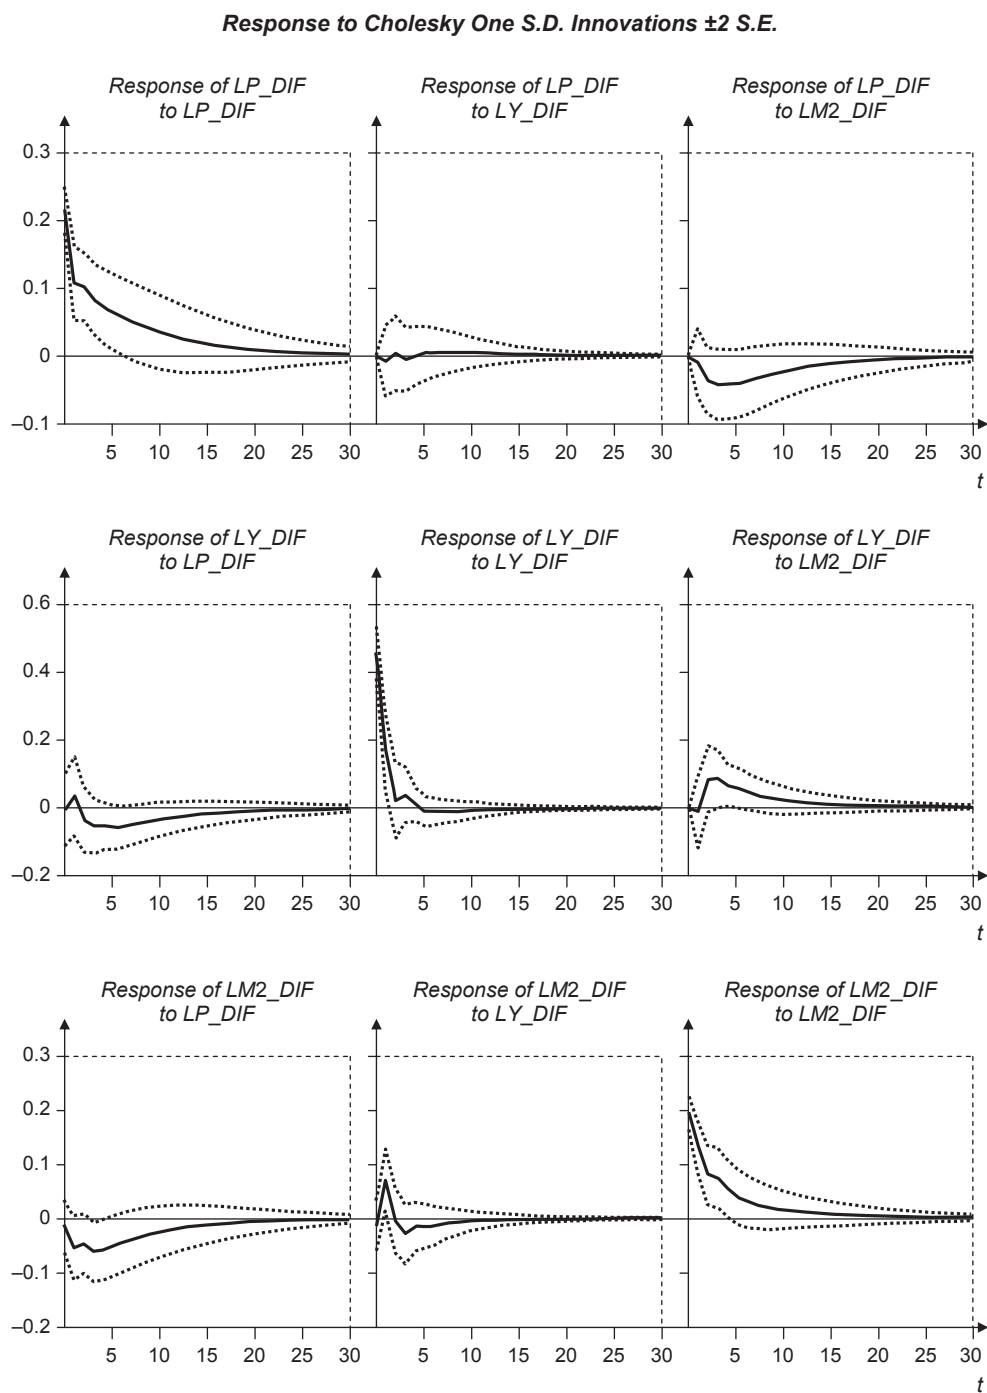 Response to Cholesky One S.D. Innovations ±2 S.E.
Response of LP_DIF
to LP_DIF
Response of LP_DIF
to LY_DIF
Response of LP_DIF
to LM2_DIF
0.3
0.2
0.1
0
–0.1
5 10 15 20 25 30
5 10 15 20 25 30
5 10 15 20 25 30
t
Response of LY_DIF
to LP_DIF
Response of LY_DIF
to LY_DIF
Response of LY_DIF
to LM2_DIF
0.6
0.4
0.2
0
–0.2
5 10 15 20 25 30
5 10 15 20 25 30
5 10 15 20 25 30
t
Response of LM2_DIF
to LP_DIF
Response of LM2_DIF
to LY_DIF
Response of LM2_DIF
to LM2_DIF
0.3
0.2
0.1
0
–0.1
–0.2
5 10 15 20 25 30
5 10 15 20 25 30
5 10 15 20 25 30
t